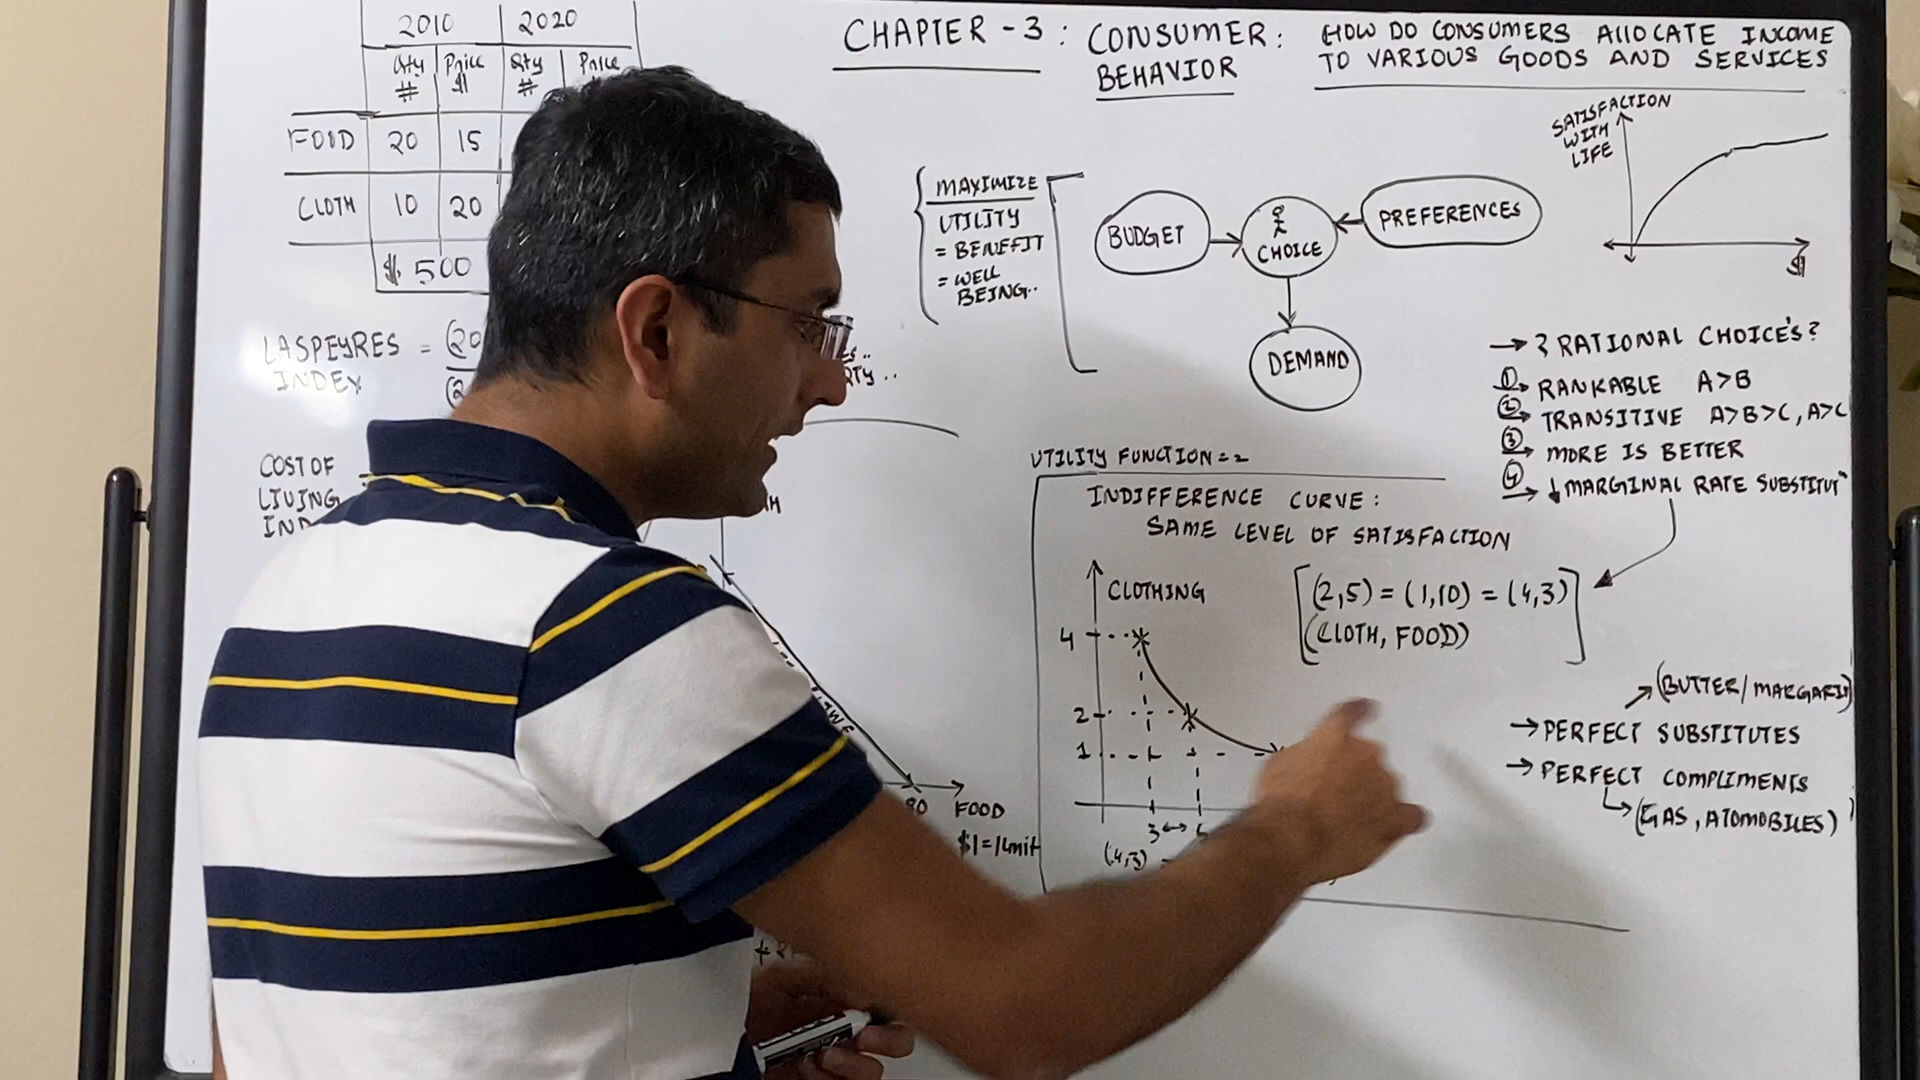 CHAPTER - 3 : CONSUMER BEHAVIOR : HOW DO CONSUMERS ALLOCATE INCOME
TO VARIOUS GOODS AND SERVICES
2010 2020
Qty # Price $ Qty # Price
FOOD 20 15
CLOTH 10 20
$ 500
LASPEYRES INDEX = (20
COST OF
LIVING
MAXIMIZE
UTILITY
= BENEFIT
= WELL
BEING..
BUDGET
CHOICE
PREFERENCES
DEMAND
SATISFACTION
WITH
LIFE
$
→ ? RATIONAL CHOICE'S?
① RANKABLE A>B
② TRANSITIVE A>B>C, A>C
③ MORE IS BETTER
④ ↓ MARGINAL RATE SUBSTITUT
UTILITY FUNCTION =
INDIFFERENCE CURVE :
SAME LEVEL OF SATISFACTION
CLOTHING
4
2
1
3
(4,3)
[(2,5) = (1,10) = (4,3)]
(CLOTH, FOOD)
80 FOOD
$1=1Unit
(BUTTER/MARGARI
→ PERFECT SUBSTITUTES
→ PERFECT COMPLIMENTS
(GAS, ATOMOBILES)